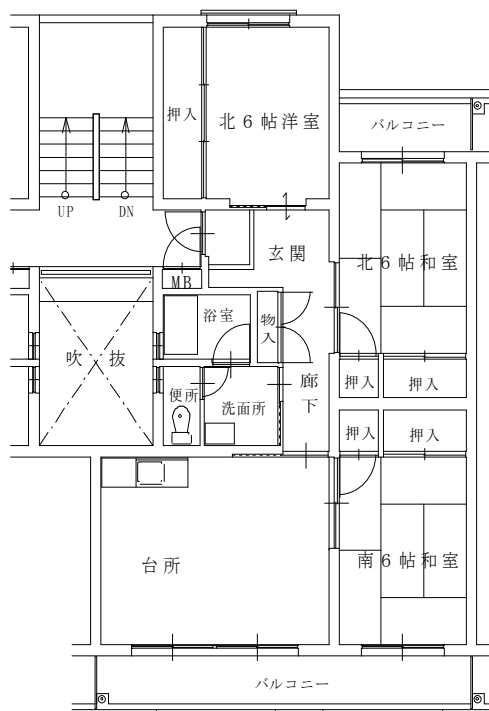 押入
北6帖洋室
バルコニー
UP
DN
玄関
北6帖和室
MB
浴室
物入
吹抜
廊下
押入
押入
便所
洗面所
押入
押入
台所
南6帖和室
バルコニー